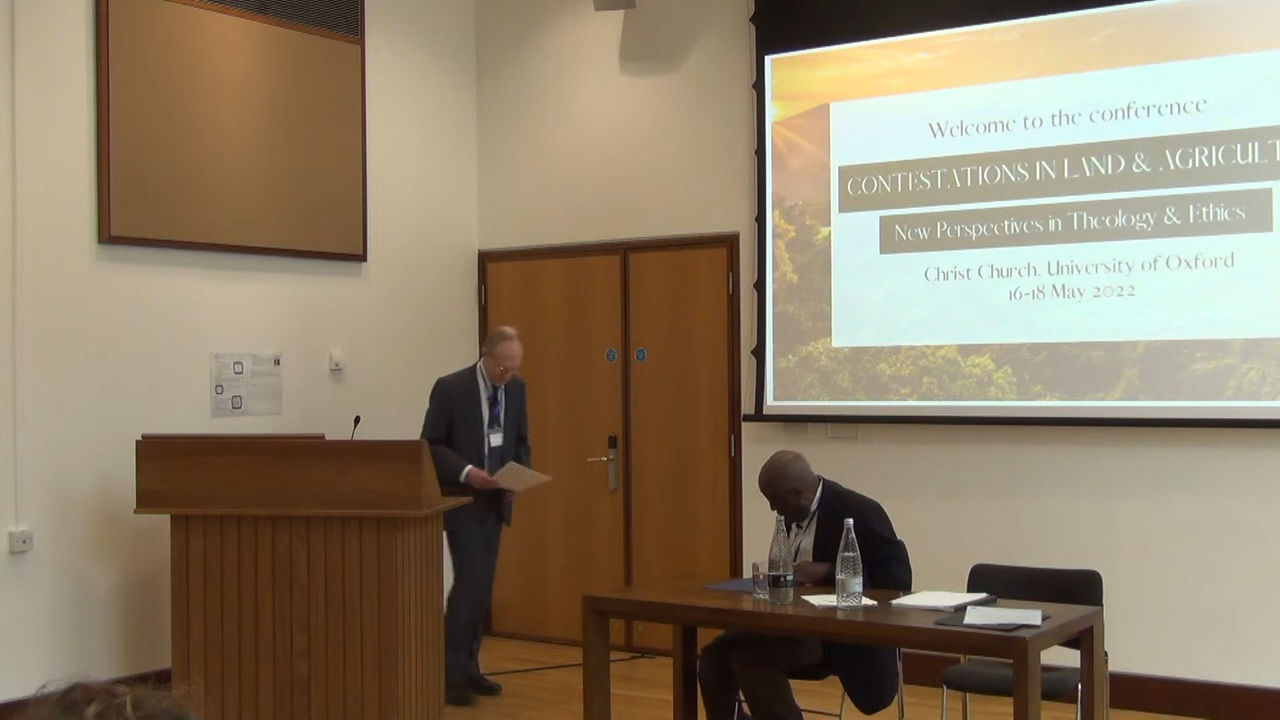 Welcome to the conference
CONTESTATIONS IN LAND & AGRICULT
New Perspectives in Theology & Ethics
Christ Church, University of Oxford
16-18 May 2022